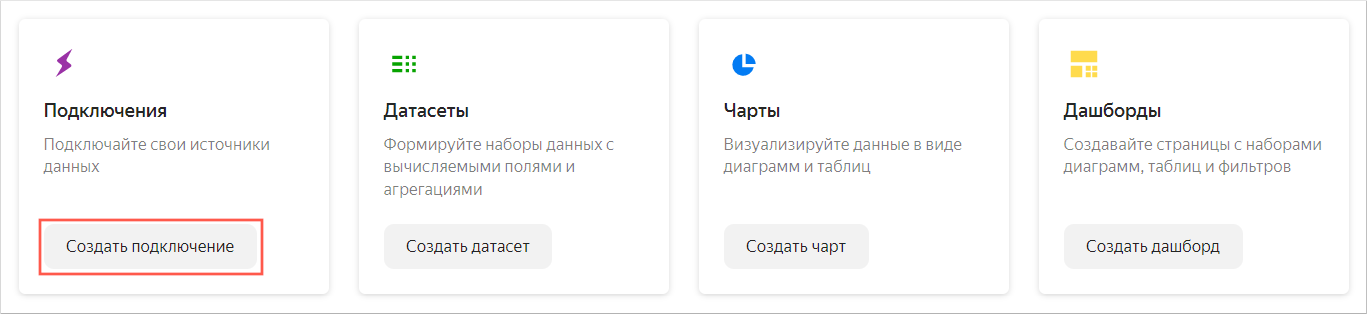 Подключения
Подключайте свои источники
данных
Создать подключение
Датасеты
Формируйте наборы данных с
вычисляемыми полями и
агрегациями
Создать датасет
Чарты
Визуализируйте данные в виде
диаграмм и таблиц
Создать чарт
Дашборды
Создавайте страницы с наборами
диаграмм, таблиц и фильтров
Создать дашборд